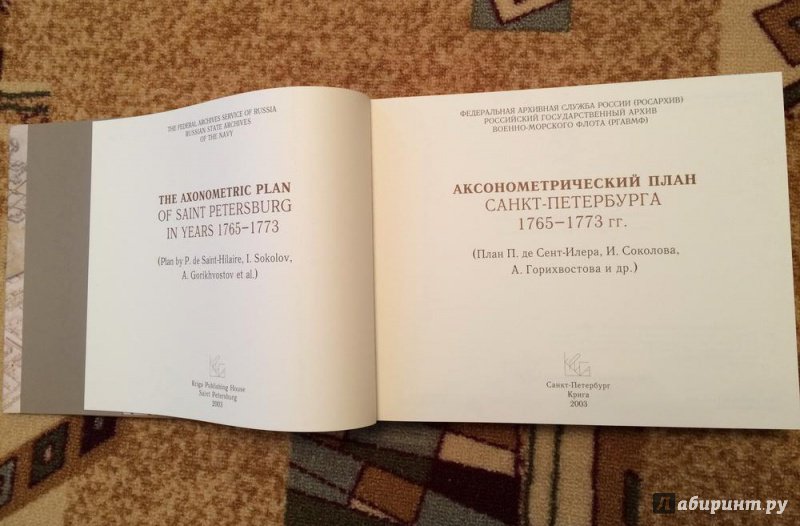 THE FEDERAL ARCHIVES SERVICE OF RUSSIA
RUSSIAN STATE ARCHIVES
OF THE NAVY
THE AXONOMETRIC PLAN
OF SAINT PETERSBURG
IN YEARS 1765–1773
(Plan by P. de Saint-Hilaire, I. Sokolov,
A. Gorikhvostov et al.)
Kriga Publishing House
Saint Petersburg
2003
ФЕДЕРАЛЬНАЯ АРХИВНАЯ СЛУЖБА РОССИИ (РОСАРХИВ)
РОССИЙСКИЙ ГОСУДАРСТВЕННЫЙ АРХИВ
ВОЕННО-МОРСКОГО ФЛОТА (РГАВМФ)
АКСОНОМЕТРИЧЕСКИЙ ПЛАН
САНКТ-ПЕТЕРБУРГА
1765–1773 гг.
(План П. де Сент-Илера, И. Соколова,
А. Горихвостова и др.)
Санкт-Петербург
Крига
2003
Лабиринт.ру